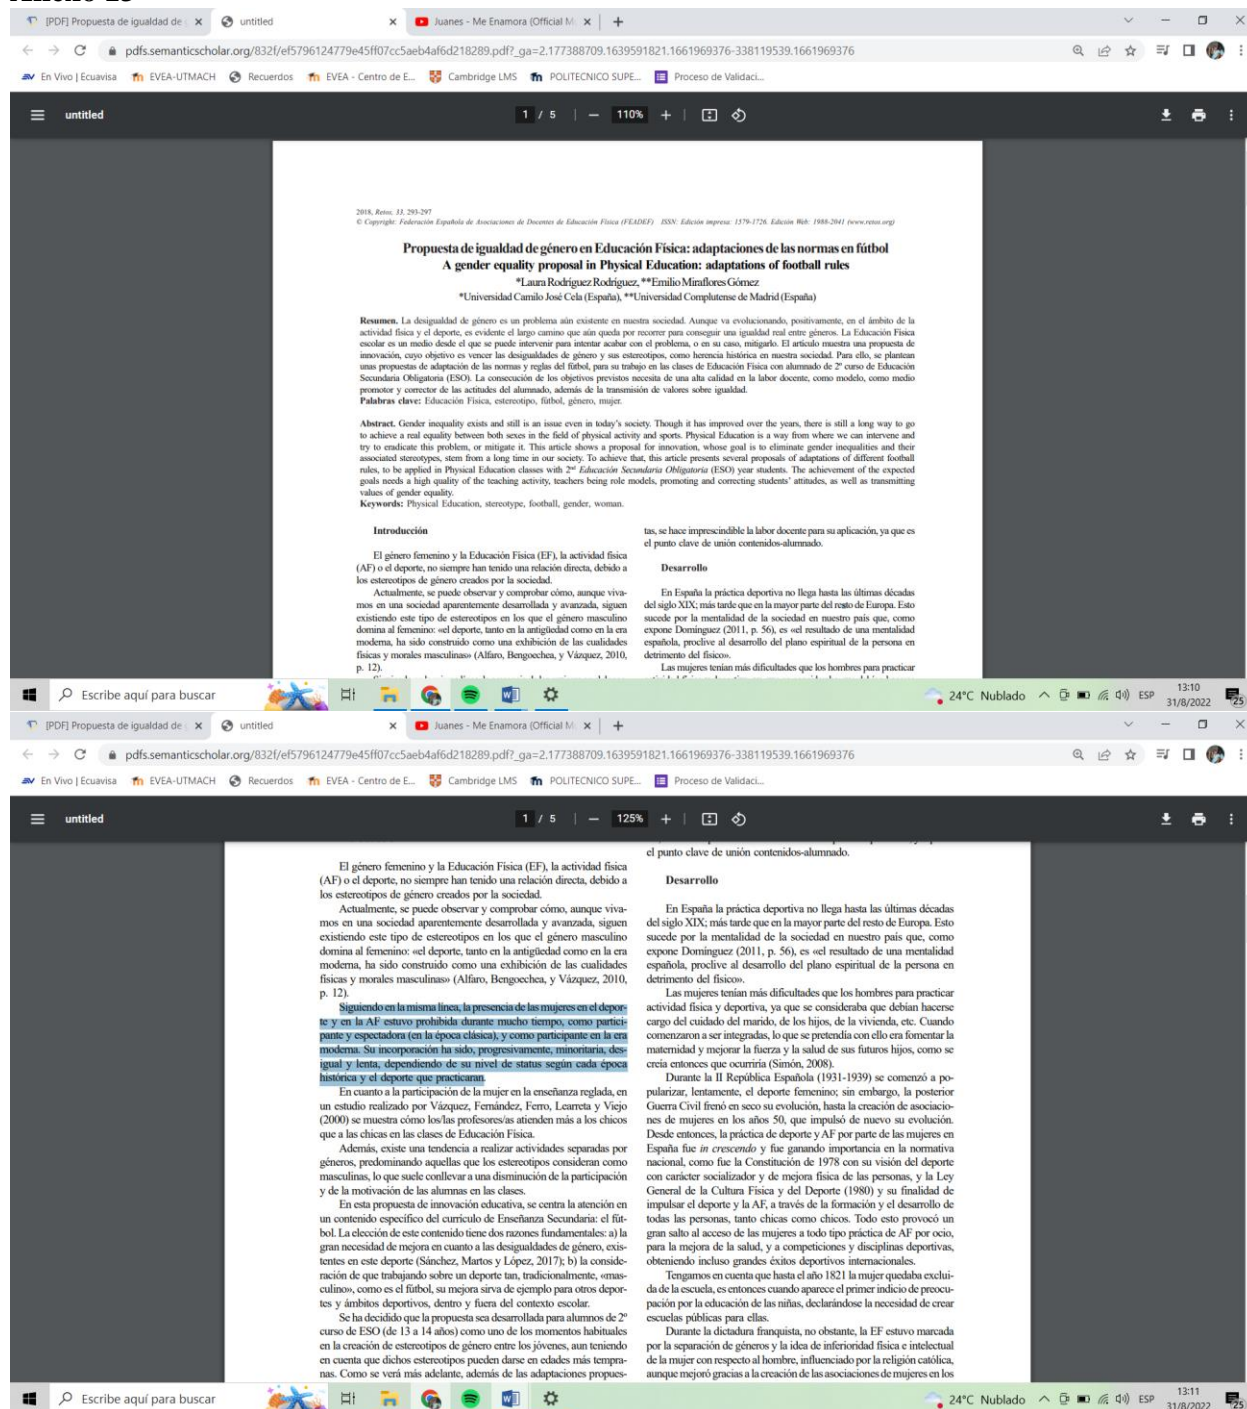 [PDF] Propuesta de igualdad de
untitled
Juanes - Me Enamora (Official M
pdfs.semanticscholar.org/832f/ef5796124779e45ff07cc5aeb4af6d218289.pdf?_ga=2.177388709.1639591821.1661969376-338119539.1661969376
En Vivo | Ecuavisa EVEA-UTMACH Recuerdos EVEA - Centro de E... Cambridge LMS POLITECNICO SUPE... Proceso de Validaci...
untitled 1 / 5 110%
2018, Retos, 33, 293-297
© Copyright: Federación Española de Asociaciones de Docentes de Educación Física (FEADEF) ISSN: Edición impresa: 1579-1726. Edición Web: 1988-2041 (www.retos.org)
Propuesta de igualdad de género en Educación Física: adaptaciones de las normas en fútbol
A gender equality proposal in Physical Education: adaptations of football rules
*Laura Rodríguez Rodríguez, **Emilio Miraflores Gómez
*Universidad Camilo José Cela (España), **Universidad Complutense de Madrid (España)
Resumen. La desigualdad de género es un problema aún existente en nuestra sociedad. Aunque va evolucionando, positivamente, en el ámbito de la
actividad física y el deporte, es evidente el largo camino que aún queda por recorrer para conseguir una igualdad real entre géneros. La Educación Física
escolar es un medio desde el que se puede intervenir para intentar acabar con el problema, o en su caso, mitigarlo. El artículo muestra una propuesta de
innovación, cuyo objetivo es vencer las desigualdades de género y sus estereotipos, como herencia histórica en nuestra sociedad. Para ello, se plantean
unas propuestas de adaptación de las normas y reglas del fútbol, para su trabajo en las clases de Educación Física con alumnado de 2º curso de Educación
Secundaria Obligatoria (ESO). La consecución de los objetivos previstos necesita de una alta calidad en la labor docente, como modelo, como medio
promotor y corrector de las actitudes del alumnado, además de la transmisión de valores sobre igualdad.
Palabras clave: Educación Física, estereotipo, fútbol, género, mujer.
Abstract. Gender inequality exists and still is an issue even in today's society. Though it has improved over the years, there is still a long way to go
to achieve a real equality between both sexes in the field of physical activity and sports. Physical Education is a way from where we can intervene and
try to eradicate this problem, or mitigate it. This article shows a proposal for innovation, whose goal is to eliminate gender inequalities and their
associated stereotypes, stem from a long time in our society. To achieve that, this article presents several proposals of adaptations of different football
rules, to be applied in Physical Education classes with 2nd Educación Secundaria Obligatoria (ESO) year students. The achievement of the expected
goals needs a high quality of the teaching activity, teachers being role models, promoting and correcting students' attitudes, as well as transmitting
values of gender equality.
Keywords: Physical Education, stereotype, football, gender, woman.
Introducción
El género femenino y la Educación Física (EF), la actividad física
(AF) o el deporte, no siempre han tenido una relación directa, debido a
los estereotipos de género creados por la sociedad.
Actualmente, se puede observar y comprobar cómo, aunque viva-
mos en una sociedad aparentemente desarrollada y avanzada, siguen
existiendo este tipo de estereotipos en los que el género masculino
domina al femenino: «el deporte, tanto en la antigüedad como en la era
moderna, ha sido construido como una exhibición de las cualidades
físicas y morales masculinas» (Alfaro, Bengoechea, y Vázquez, 2010,
p. 12).
tas, se hace imprescindible la labor docente para su aplicación, ya que es
el punto clave de unión contenidos-alumnado.
Desarrollo
En España la práctica deportiva no llega hasta las últimas décadas
del siglo XIX; más tarde que en la mayor parte del resto de Europa. Esto
sucede por la mentalidad de la sociedad en nuestro país que, como
expone Domínguez (2011, p. 56), es «el resultado de una mentalidad
española, proclive al desarrollo del plano espiritual de la persona en
detrimento del físico».
Las mujeres tenían más dificultades que los hombres para practicar
Escribe aquí para buscar 24°C Nublado ESP 13:10
31/8/2022 25
[PDF] Propuesta de igualdad de
untitled
Juanes - Me Enamora (Official M
pdfs.semanticscholar.org/832f/ef5796124779e45ff07cc5aeb4af6d218289.pdf?_ga=2.177388709.1639591821.1661969376-338119539.1661969376
En Vivo | Ecuavisa EVEA-UTMACH Recuerdos EVEA - Centro de E... Cambridge LMS POLITECNICO SUPE... Proceso de Validaci...
untitled 1 / 5 125%
El género femenino y la Educación Física (EF), la actividad física
(AF) o el deporte, no siempre han tenido una relación directa, debido a
los estereotipos de género creados por la sociedad.
Actualmente, se puede observar y comprobar cómo, aunque viva-
mos en una sociedad aparentemente desarrollada y avanzada, siguen
existiendo este tipo de estereotipos en los que el género masculino
domina al femenino: «el deporte, tanto en la antigüedad como en la era
moderna, ha sido construido como una exhibición de las cualidades
físicas y morales masculinas» (Alfaro, Bengoechea, y Vázquez, 2010,
p. 12).
Siguiendo en la misma línea, la presencia de las mujeres en el depor-
te y en la AF estuvo prohibida durante mucho tiempo, como partici-
pante y espectadora (en la época clásica), y como participante en la era
moderna. Su incorporación ha sido, progresivamente, minoritaria, des-
igual y lenta, dependiendo de su nivel de status según cada época
histórica y el deporte que practicaran.
En cuanto a la participación de la mujer en la enseñanza reglada, en
un estudio realizado por Vázquez, Fernández, Ferro, Learreta y Viejo
(2000) se muestra cómo los/las profesores/as atienden más a los chicos
que a las chicas en las clases de Educación Física.
Además, existe una tendencia a realizar actividades separadas por
géneros, predominando aquellas que los estereotipos consideran como
masculinas, lo que suele conllevar a una disminución de la participación
y de la motivación de las alumnas en las clases.
En esta propuesta de innovación educativa, se centra la atención en
un contenido específico del currículo de Enseñanza Secundaria: el fút-
bol. La elección de este contenido tiene dos razones fundamentales: a) la
gran necesidad de mejora en cuanto a las desigualdades de género, exis-
tentes en este deporte (Sánchez, Martos y López, 2017); b) la conside-
ración de que trabajando sobre un deporte tan, tradicionalmente, «mas-
culino», como es el fútbol, su mejora sirva de ejemplo para otros depor-
tes y ámbitos deportivos, dentro y fuera del contexto escolar.
Se ha decidido que la propuesta sea desarrollada para alumnos de 2º
curso de ESO (de 13 a 14 años) como uno de los momentos habituales
en la creación de estereotipos de género entre los jóvenes, aun teniendo
en cuenta que dichos estereotipos pueden darse en edades más tempra-
nas. Como se verá más adelante, además de las adaptaciones propues-
el punto clave de unión contenidos-alumnado.
Desarrollo
En España la práctica deportiva no llega hasta las últimas décadas
del siglo XIX; más tarde que en la mayor parte del resto de Europa. Esto
sucede por la mentalidad de la sociedad en nuestro país que, como
expone Domínguez (2011, p. 56), es «el resultado de una mentalidad
española, proclive al desarrollo del plano espiritual de la persona en
detrimento del físico».
Las mujeres tenían más dificultades que los hombres para practicar
actividad física y deportiva, ya que se consideraba que debían hacerse
cargo del cuidado del marido, de los hijos, de la vivienda, etc. Cuando
comenzaron a ser integradas, lo que se pretendía con ello era fomentar la
maternidad y mejorar la fuerza y la salud de sus futuros hijos, como se
creía entonces que ocurriría (Simón, 2008).
Durante la II República Española (1931-1939) se comenzó a po-
pularizar, lentamente, el deporte femenino; sin embargo, la posterior
Guerra Civil frenó en seco su evolución, hasta la creación de asociacio-
nes de mujeres en los años 50, que impulsó de nuevo su evolución.
Desde entonces, la práctica de deporte y AF por parte de las mujeres en
España fue in crescendo y fue ganando importancia en la normativa
nacional, como fue la Constitución de 1978 con su visión del deporte
con carácter socializador y de mejora física de las personas, y la Ley
General de la Cultura Física y del Deporte (1980) y su finalidad de
impulsar el deporte y la AF, a través de la formación y el desarrollo de
todas las personas, tanto chicas como chicos. Todo esto provocó un
gran salto al acceso de las mujeres a todo tipo práctica de AF por ocio,
para la mejora de la salud, y a competiciones y disciplinas deportivas,
obteniendo incluso grandes éxitos deportivos internacionales.
Tengamos en cuenta que hasta el año 1821 la mujer quedaba exclui-
da de la escuela, es entonces cuando aparece el primer indicio de preocu-
pación por la educación de las niñas, declarándose la necesidad de crear
escuelas públicas para ellas.
Durante la dictadura franquista, no obstante, la EF estuvo marcada
por la separación de géneros y la idea de inferioridad física e intelectual
de la mujer con respecto al hombre, influenciado por la religión católica,
aunque mejoró gracias a la creación de las asociaciones de mujeres en los
Escribe aquí para buscar 24°C Nublado ESP 13:11
31/8/2022 25